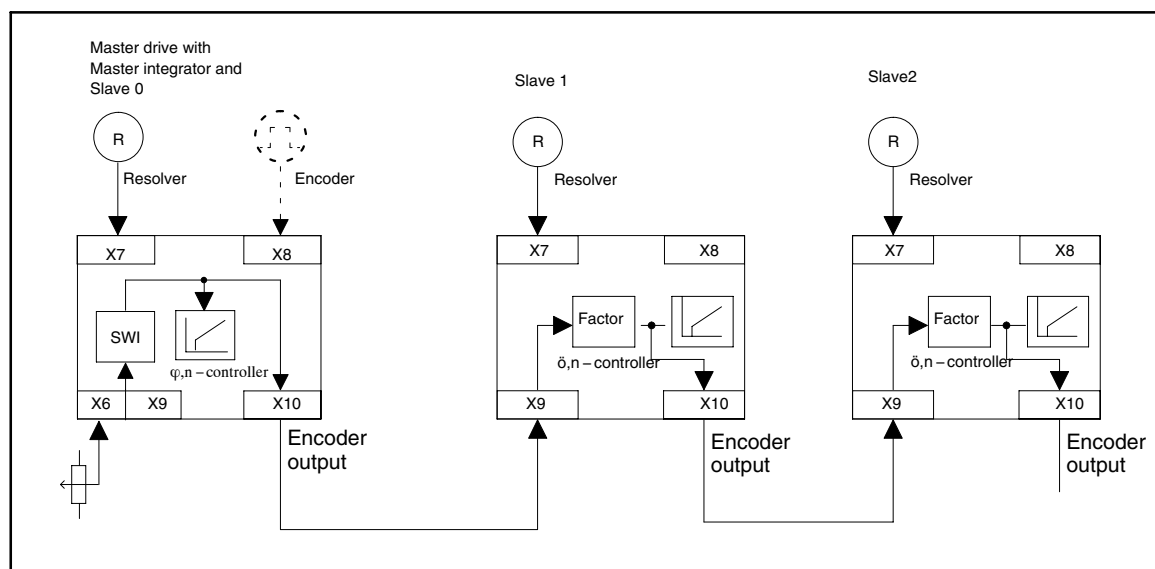 Master drive with
Master integrator and
Slave 0
Slave 1
Slave2
R
R
R
Resolver
Encoder
Resolver
Resolver
X7
X8
X7
X8
X7
X8
SWI
Factor
Factor
φ,n – controller
ö,n – controller
ö,n – controller
X6
X9
X10
X9
X10
X9
X10
Encoder
output
Encoder
output
Encoder
output